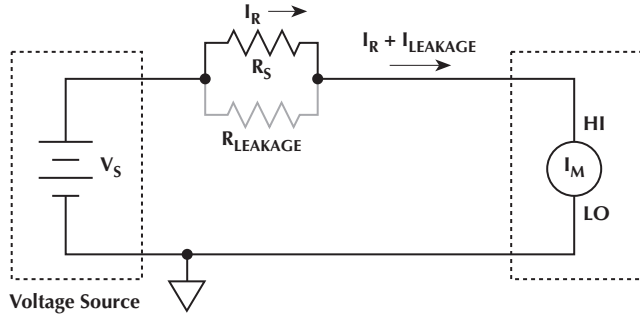 I_R
I_R + I_LEAKAGE
R_S
R_LEAKAGE
V_S
HI
I_M
LO
Voltage Source